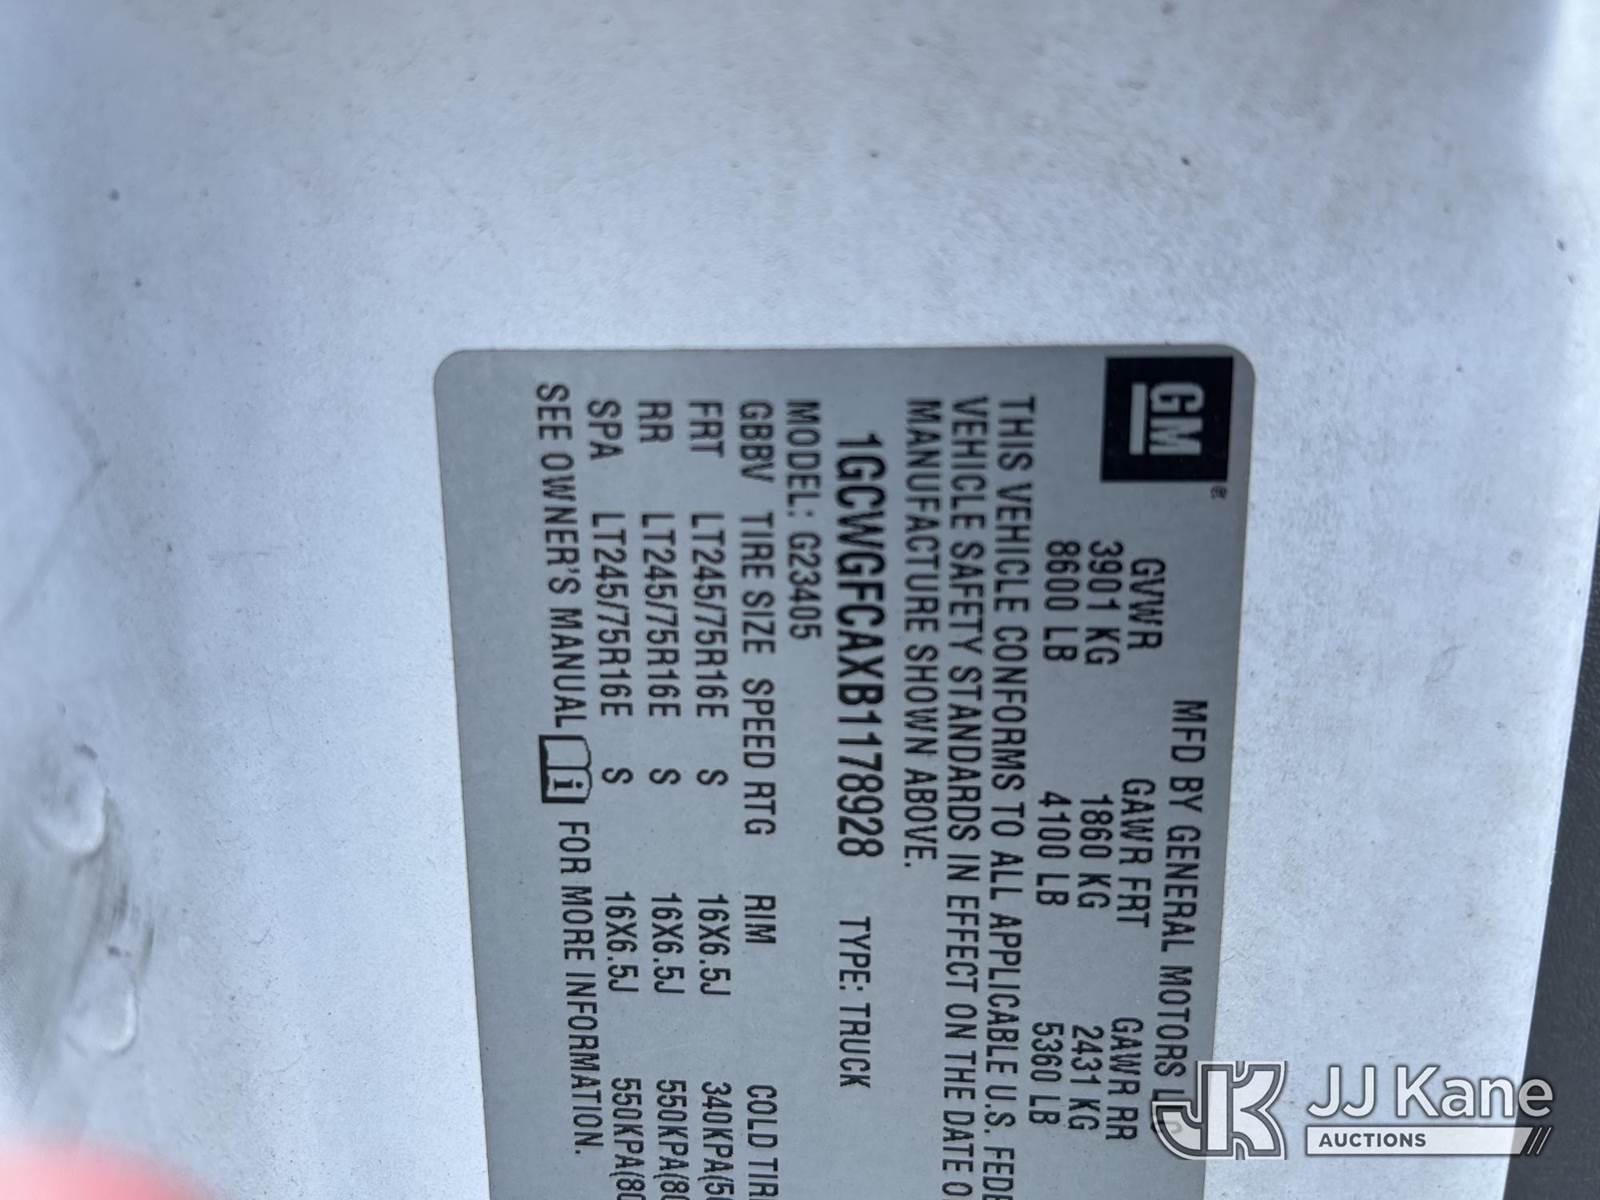 GM
®
MFD BY GENERAL MOTORS
GVWR GAWR FRT GAWR RR
3901 KG 1860 KG 2431 KG
8600 LB 4100 LB 5360 LB
THIS VEHICLE CONFORMS TO ALL APPLICABLE U.S. FEDE
VEHICLE SAFETY STANDARDS IN EFFECT ON THE DATE O
MANUFACTURE SHOWN ABOVE.
1GCWGFCAXB1178928 TYPE: TRUCK
MODEL: G23405
GBBV TIRE SIZE SPEED RTG RIM COLD TIR
FRT LT245/75R16E S 16X6.5J 340KPA(5
RR LT245/75R16E S 16X6.5J 550KPA(80
SPA LT245/75R16E S 16X6.5J 550KPA(80
SEE OWNER'S MANUAL i FOR MORE INFORMATION.
JK JJ Kane
AUCTIONS